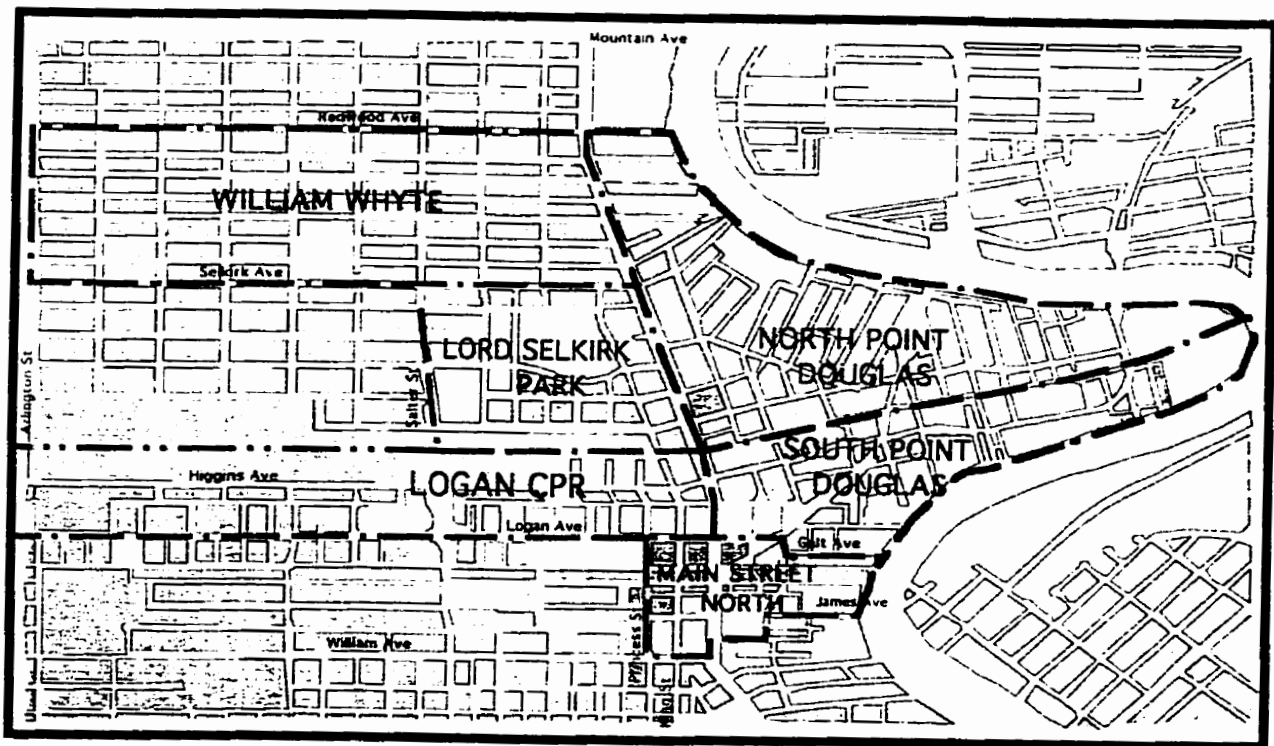 Mountain Ave
Redwood Ave
WILLIAM WHYTE
Selkirk Ave
LORD SELKIRK
PARK
NORTH POINT
DOUGLAS
Arlington St
Salter St
SOUTH POINT
DOUGLAS
Higgins Ave
LOGAN CPR
Logan Ave
Galt Ave
MAIN STREET
NORTH
James Ave
William Ave
Princess St
Main St